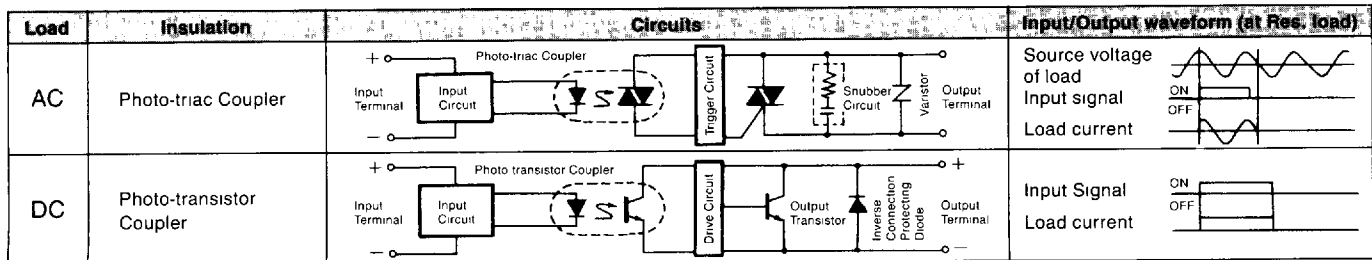 Load Insulation Circuits Input/Output waveform (at Res. load)
AC
Photo-triac Coupler
Photo-triac Coupler
+
Input
Terminal
−
Input
Circuit
Trigger Circuit
Snubber
Circuit
Varistor
Output
Terminal
Source voltage
of load
Input signal
ON
OFF
Load current
DC
Photo-transistor
Coupler
Photo transistor Coupler
+
Input
Terminal
−
Input
Circuit
Drive Circuit
Output
Transistor
Inverse
Connection
Protecting
Diode
+
Output
Terminal
−
Input Signal
ON
OFF
Load current